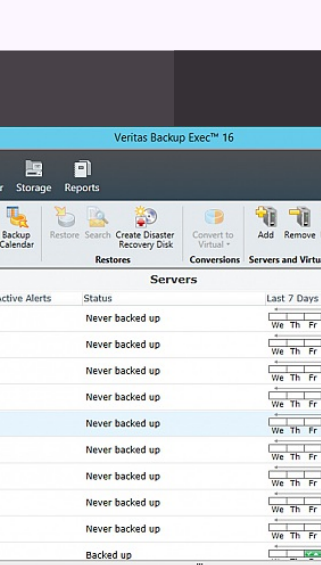 Veritas Backup Exec™ 16
r Storage Reports
Backup Calendar
Restore Search Create Disaster Recovery Disk
Convert to Virtual
Add Remove
Restores Conversions Servers and Virtu
Servers
Active Alerts Status Last 7 Days
Never backed up
We Th Fr
Never backed up
We Th Fr
Never backed up
We Th Fr
Never backed up
We Th Fr
Never backed up
We Th Fr
Never backed up
We Th Fr
Never backed up
We Th Fr
Never backed up
We Th Fr
Never backed up
We Th Fr
Backed up
We Th Fr